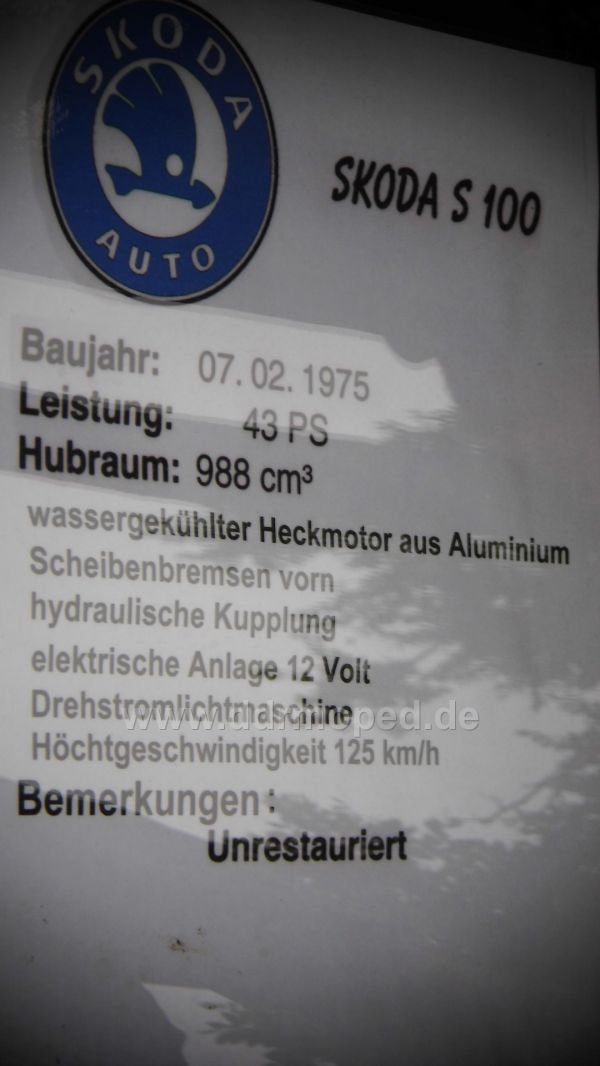 SKODA
AUTO
SKODA S 100
Baujahr: 07. 02. 1975
Leistung: 43 PS
Hubraum: 988 cm³
wassergekühlter Heckmotor aus Aluminium
Scheibenbremsen vorn
hydraulische Kupplung
elektrische Anlage 12 Volt
Drehstromlichtmaschine
Höchtgeschwindigkeit 125 km/h
Bemerkungen:
Unrestauriert